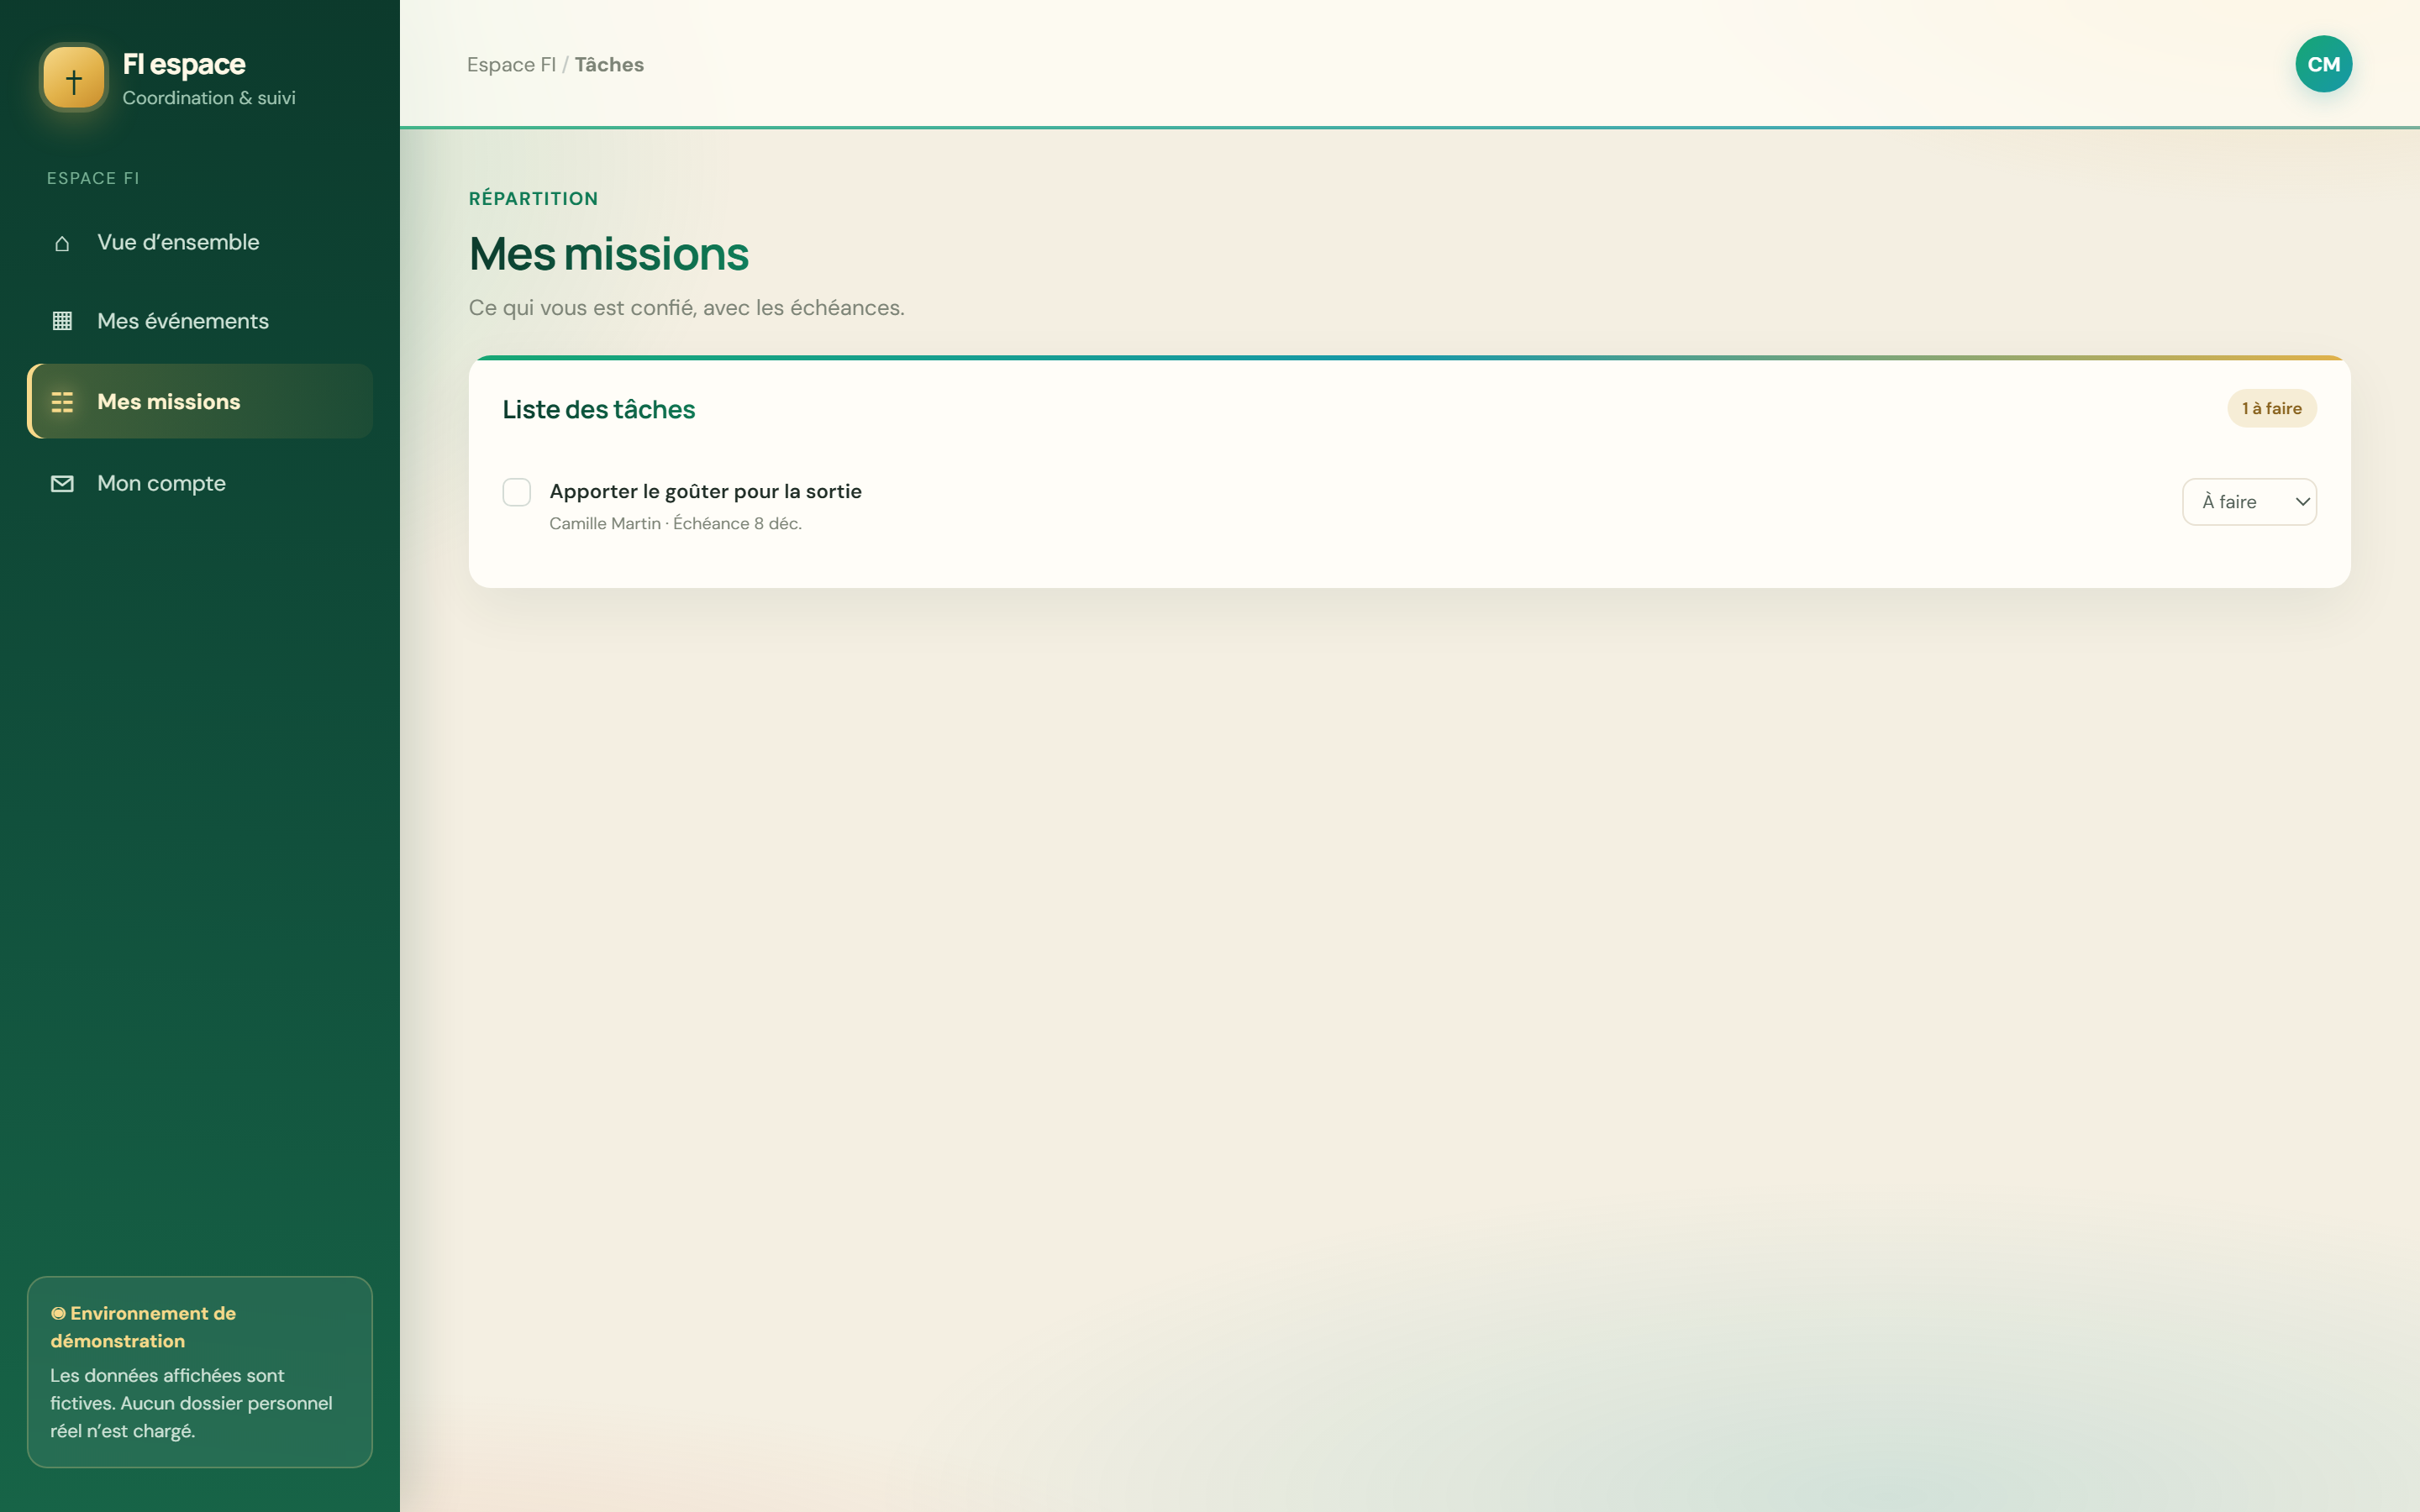 FI espace
Coordination & suivi
ESPACE FI
Vue d’ensemble
Mes événements
Mes missions
Mon compte
Environnement de
démonstration
Les données affichées sont
fictives. Aucun dossier personnel
réel n’est chargé.
Espace FI / Tâches
CM
RÉPARTITION
Mes missions
Ce qui vous est confié, avec les échéances.
Liste des tâches
1 à faire
Apporter le goûter pour la sortie
À faire
Camille Martin · Échéance 8 déc.